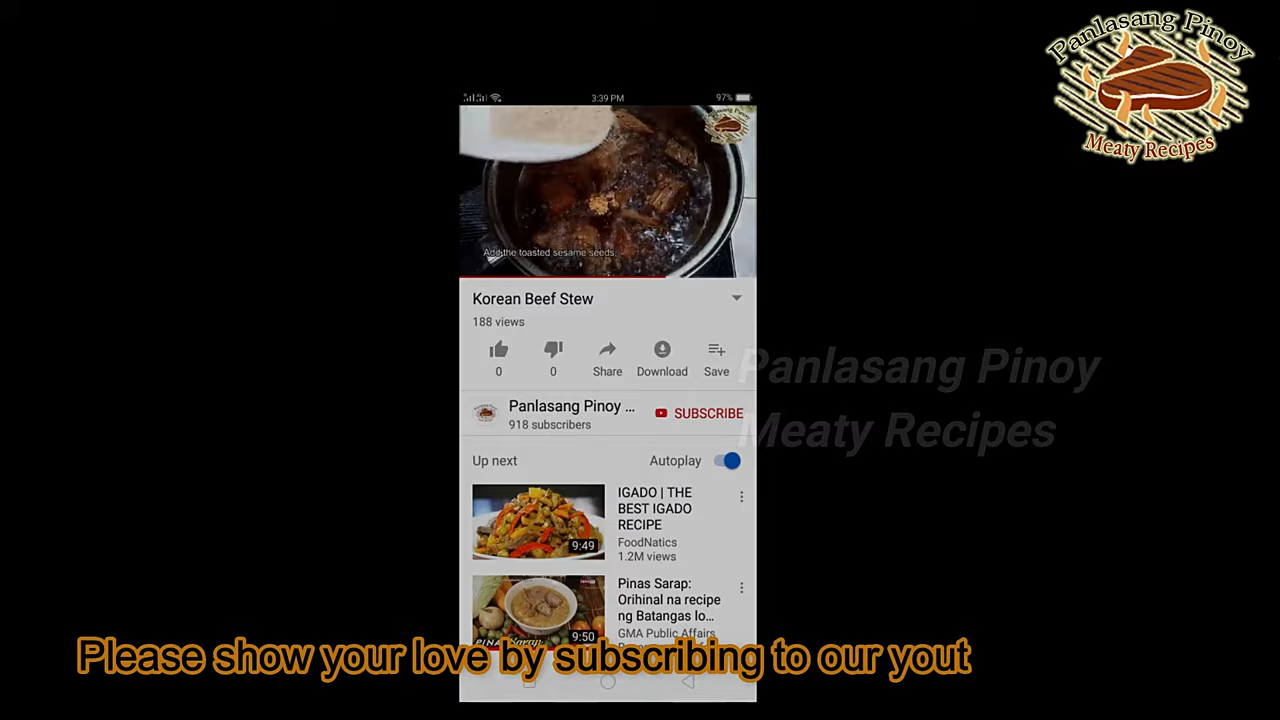 Panlasang Pinoy
Meaty Recipes
3:39 PM
97%
Add the toasted sesame seeds.
Korean Beef Stew
188 views
0
0
Share
Download
Save
Panlasang Pinoy ...
918 subscribers
SUBSCRIBE
Panlasang Pinoy
Meaty Recipes
Up next
Autoplay
IGADO | THE
BEST IGADO
RECIPE
FoodNatics
1.2M views
9:49
Pinas Sarap:
Orihinal na recipe
ng Batangas lo...
GMA Public Affairs
9:50
Please show your love by subscribing to our yout